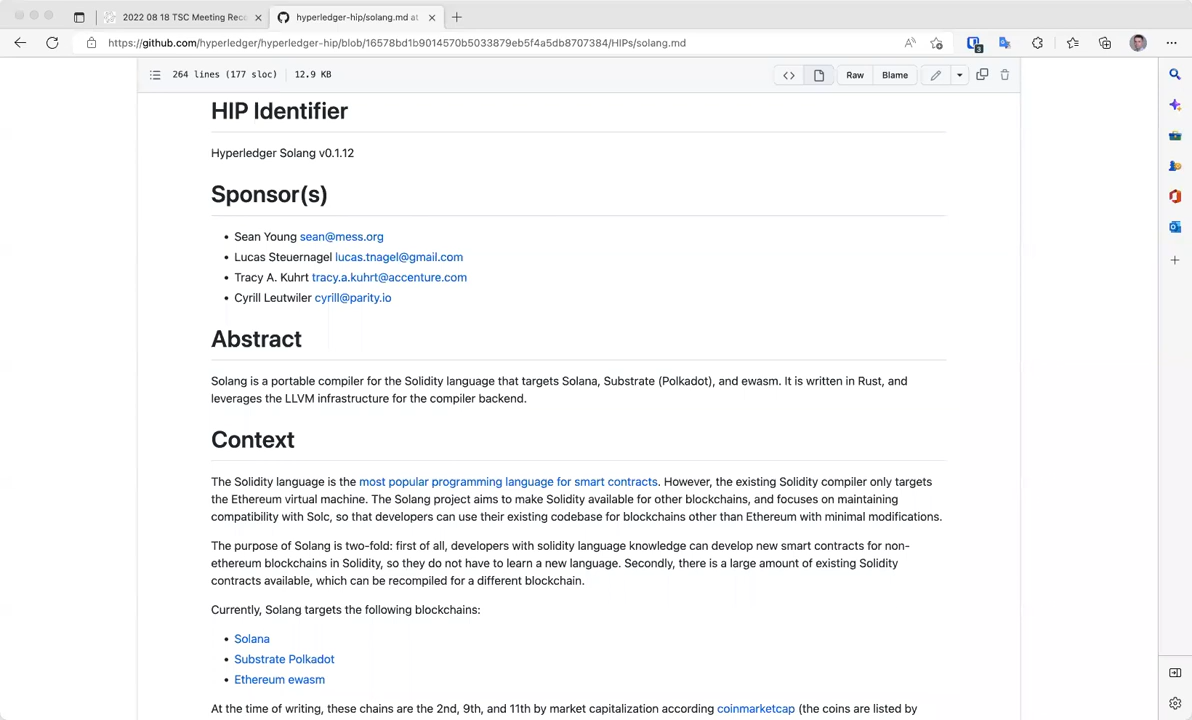 2022 08 18 TSC Meeting Rec
hyperledger-hip/solang.md at
https://github.com/hyperledger/hyperledger-hip/blob/16578bd1b9014570b5033879eb5f4a5db8707384/HIPs/solang.md
264 lines (177 sloc) 12.9 KB
Raw Blame
HIP Identifier
Hyperledger Solang v0.1.12
Sponsor(s)
• Sean Young sean@mess.org
• Lucas Steuernagel lucas.tnagel@gmail.com
• Tracy A. Kuhrt tracy.a.kuhrt@accenture.com
• Cyrill Leutwiler cyrill@parity.io
Abstract
Solang is a portable compiler for the Solidity language that targets Solana, Substrate (Polkadot), and ewasm. It is written in Rust, and
leverages the LLVM infrastructure for the compiler backend.
Context
The Solidity language is the most popular programming language for smart contracts. However, the existing Solidity compiler only targets
the Ethereum virtual machine. The Solang project aims to make Solidity available for other blockchains, and focuses on maintaining
compatibility with Solc, so that developers can use their existing codebase for blockchains other than Ethereum with minimal modifications.
The purpose of Solang is two-fold: first of all, developers with solidity language knowledge can develop new smart contracts for non-
ethereum blockchains in Solidity, so they do not have to learn a new language. Secondly, there is a large amount of existing Solidity
contracts available, which can be recompiled for a different blockchain.
Currently, Solang targets the following blockchains:
• Solana
• Substrate Polkadot
• Ethereum ewasm
At the time of writing, these chains are the 2nd, 9th, and 11th by market capitalization according coinmarketcap (the coins are listed by